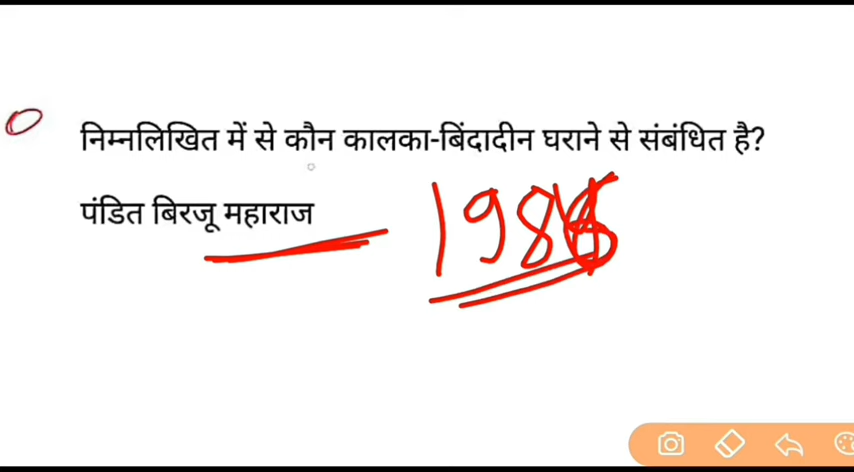 निम्नलिखित में से कौन कालका-बिंदादीन घराने से संबंधित है?
पंडित बिरजू महाराज